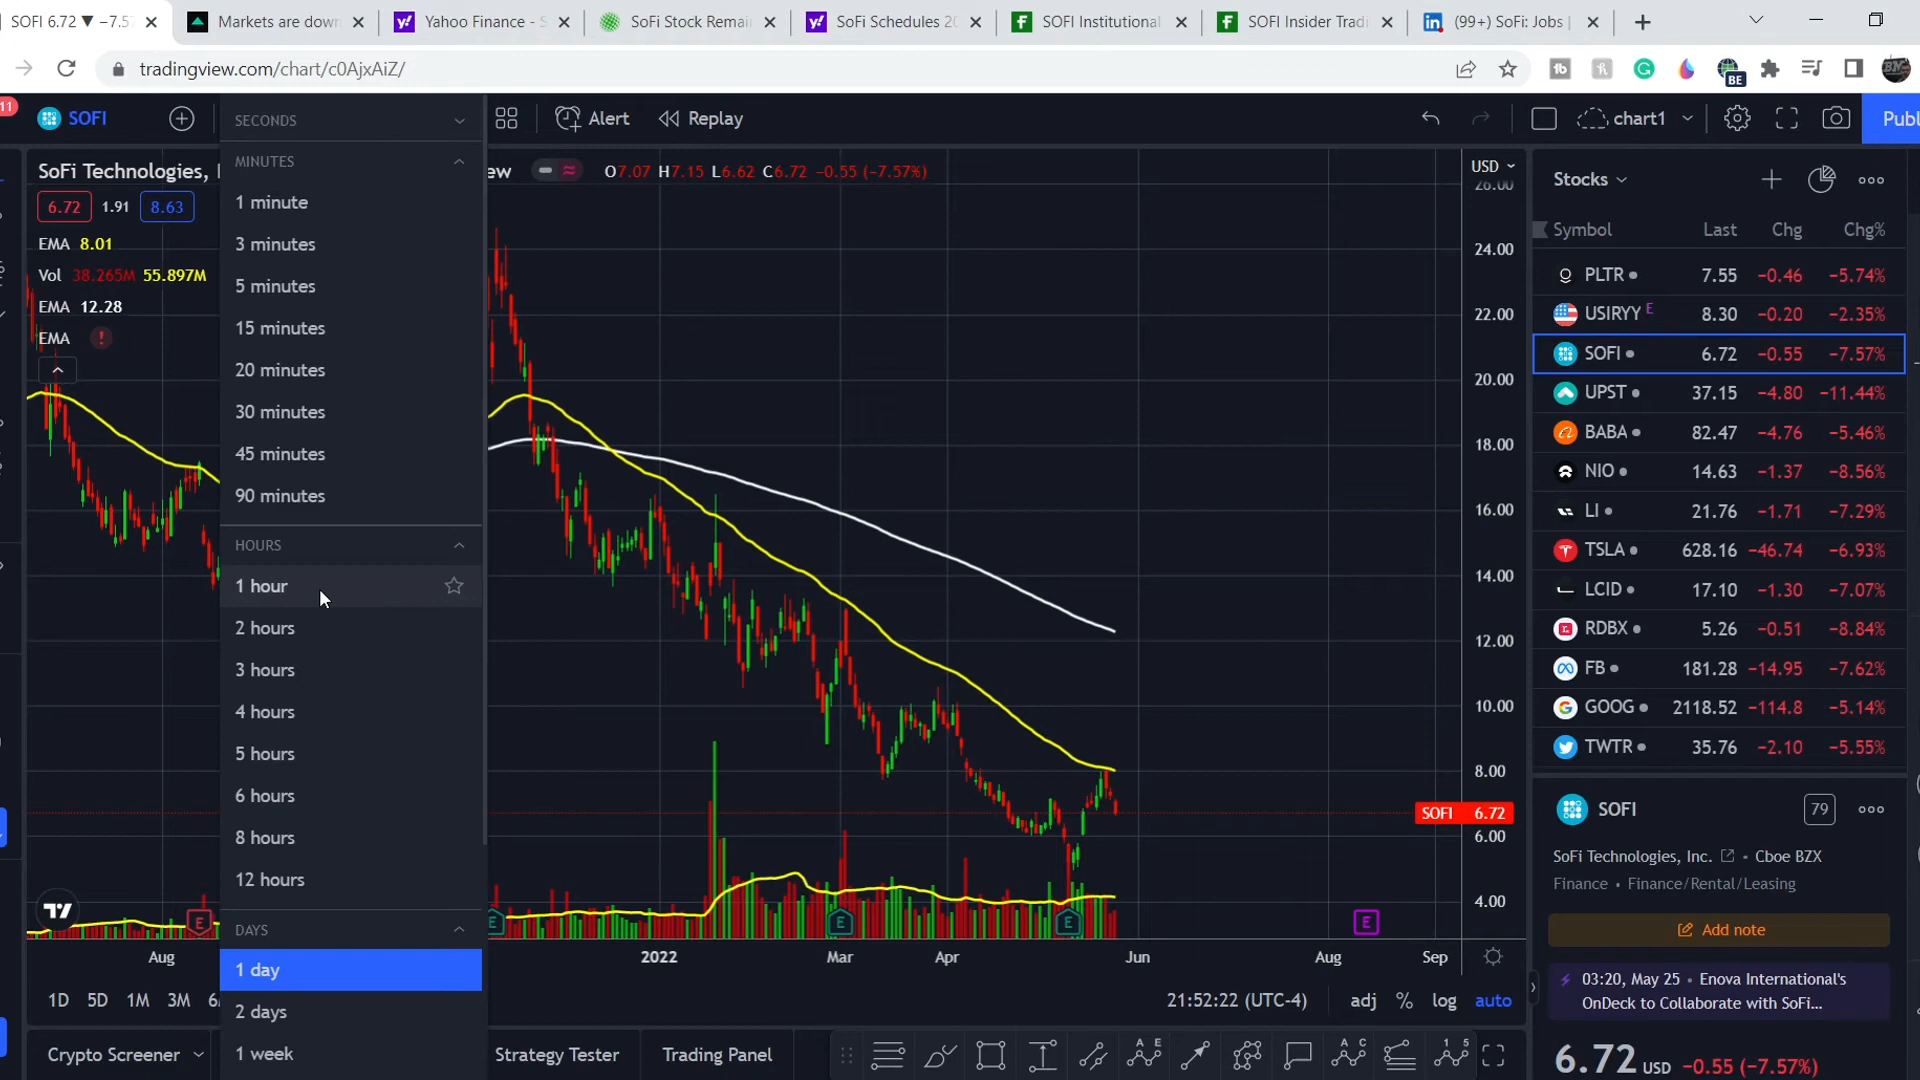 SOFI 6.72 ▼ −7.5
Markets are down
Yahoo Finance - S
SoFi Stock Remai
SoFi Schedules 20
SOFI Institutional
SOFI Insider Tradi
(99+) SoFi: Jobs |
tradingview.com/chart/c0AjxAiZ/
BE
11
SOFI
Alert
Replay
chart1
Publ
SECONDS
MINUTES
1 minute
3 minutes
5 minutes
15 minutes
20 minutes
30 minutes
45 minutes
90 minutes
HOURS
1 hour
2 hours
3 hours
4 hours
5 hours
6 hours
8 hours
12 hours
DAYS
1 day
2 days
1 week
SoFi Technologies,
ew
O7.07 H7.15 L6.62 C6.72 −0.55 (−7.57%)
6.72 1.91 8.63
EMA 8.01
Vol 38.265M 55.897M
EMA 12.28
EMA !
USD
26.00
24.00
22.00
20.00
18.00
16.00
14.00
12.00
10.00
8.00
SOFI 6.72
6.00
4.00
E E E E E
Aug 2022 Mar Apr Jun Aug Sep
1D 5D 1M 3M 6
21:52:22 (UTC-4) adj % log auto
Crypto Screener
Strategy Tester
Trading Panel
Stocks
Symbol Last Chg Chg%
PLTR 7.55 −0.46 −5.74%
USIRYY E 8.30 −0.20 −2.35%
SOFI 6.72 −0.55 −7.57%
UPST 37.15 −4.80 −11.44%
BABA 82.47 −4.76 −5.46%
NIO 14.63 −1.37 −8.56%
LI 21.76 −1.71 −7.29%
TSLA 628.16 −46.74 −6.93%
LCID 17.10 −1.30 −7.07%
RDBX 5.26 −0.51 −8.84%
FB 181.28 −14.95 −7.62%
GOOG 2118.52 −114.8 −5.14%
TWTR 35.76 −2.10 −5.55%
SOFI 79
SoFi Technologies, Inc. • Cboe BZX
Finance • Finance/Rental/Leasing
Add note
03:20, May 25 • Enova International's
OnDeck to Collaborate with SoFi...
6.72 USD −0.55 (−7.57%)